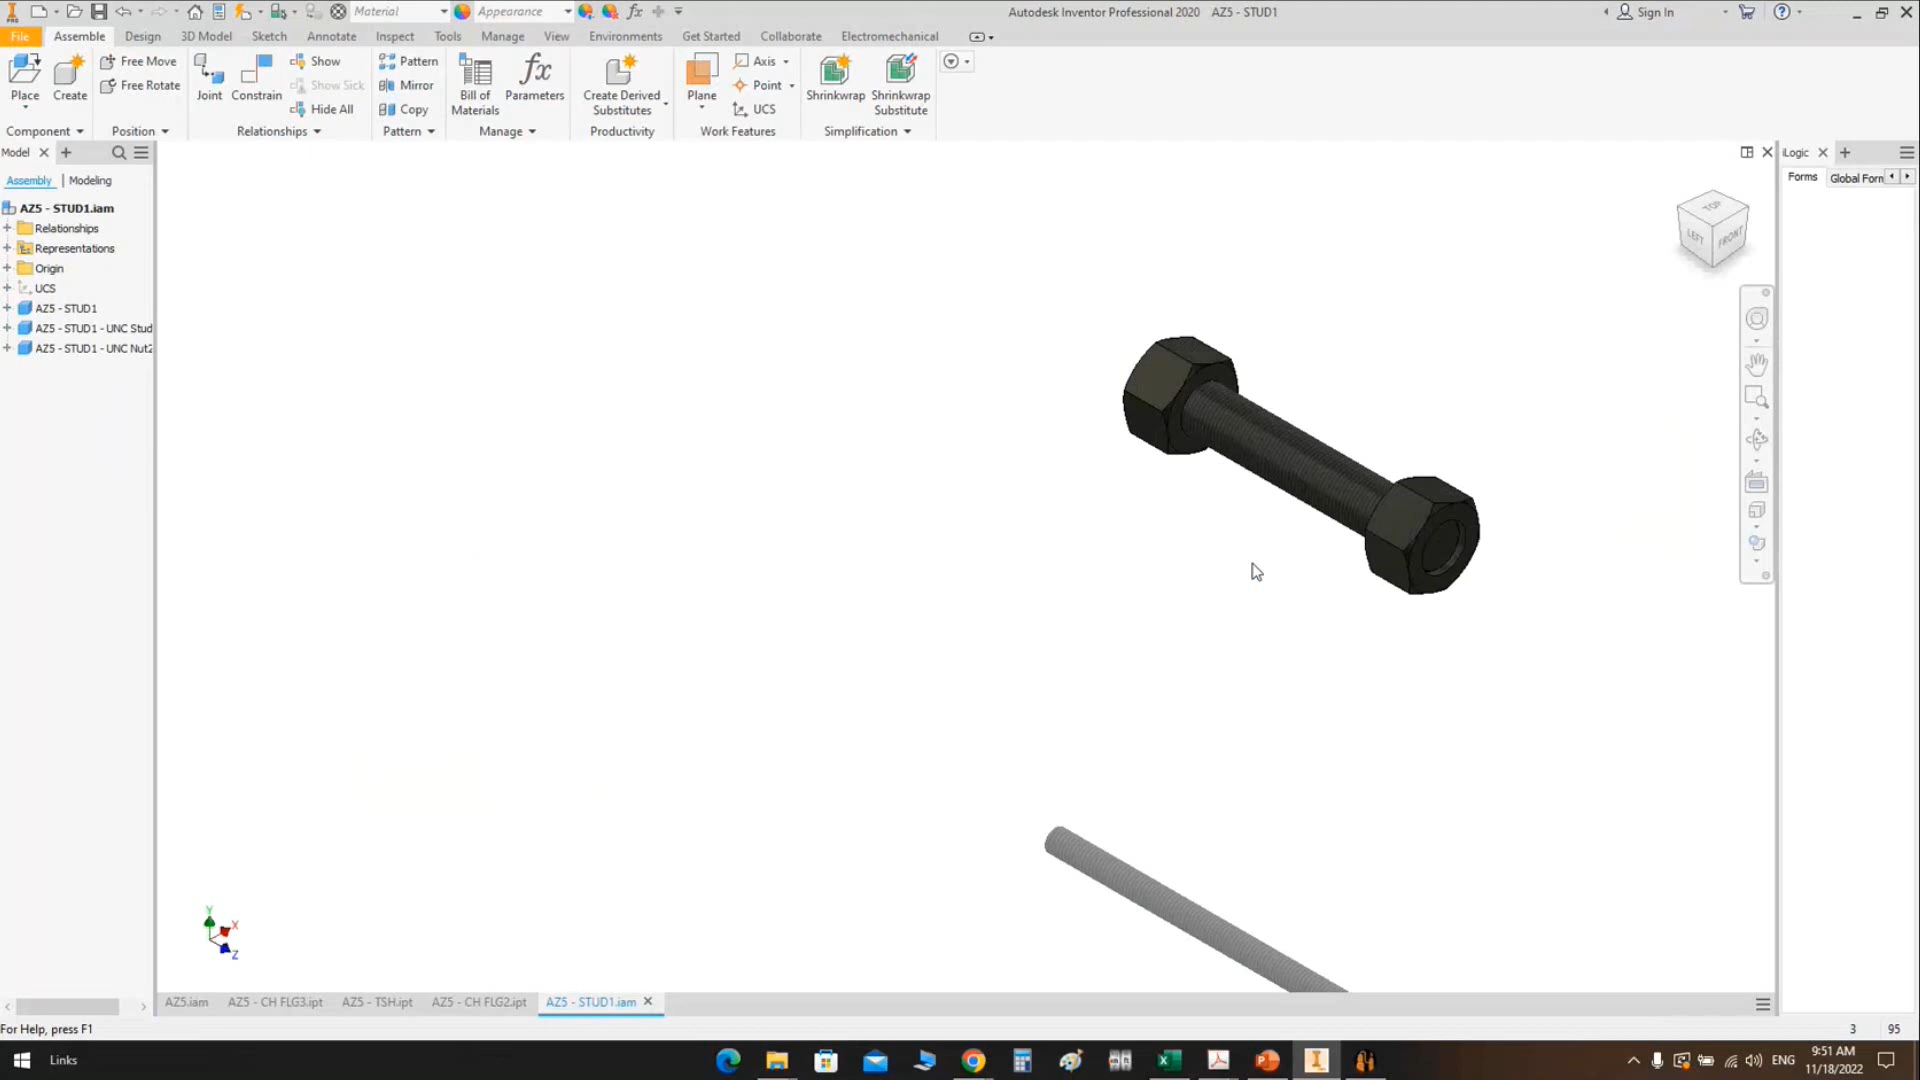 Material
Appearance
fx
Autodesk Inventor Professional 2020 AZ5 - STUD1
Sign In
File Assemble Design 3D Model Sketch Annotate Inspect Tools Manage View Environments Get Started Collaborate Electromechanical
Place
Create
Free Move
Free Rotate
Joint
Constrain
Show
Show Sick
Hide All
Pattern
Mirror
Copy
Bill of
Materials
fx
Parameters
Create Derived
Substitutes
Plane
Axis
Point
UCS
Shrinkwrap
Shrinkwrap
Substitute
Component
Position
Relationships
Pattern
Manage
Productivity
Work Features
Simplification
Model
Assembly | Modeling
AZ5 - STUD1.iam
Relationships
Representations
Origin
UCS
AZ5 - STUD1
AZ5 - STUD1 - UNC Stud
AZ5 - STUD1 - UNC Nut2
iLogic
Forms Global Forn
TOP
LEFT
FRONT
Y
X
Z
AZ5.iam AZ5 - CH FLG3.ipt AZ5 - TSH.ipt AZ5 - CH FLG2.ipt AZ5 - STUD1.iam
For Help, press F1
3 95
Links
ENG
9:51 AM
11/18/2022